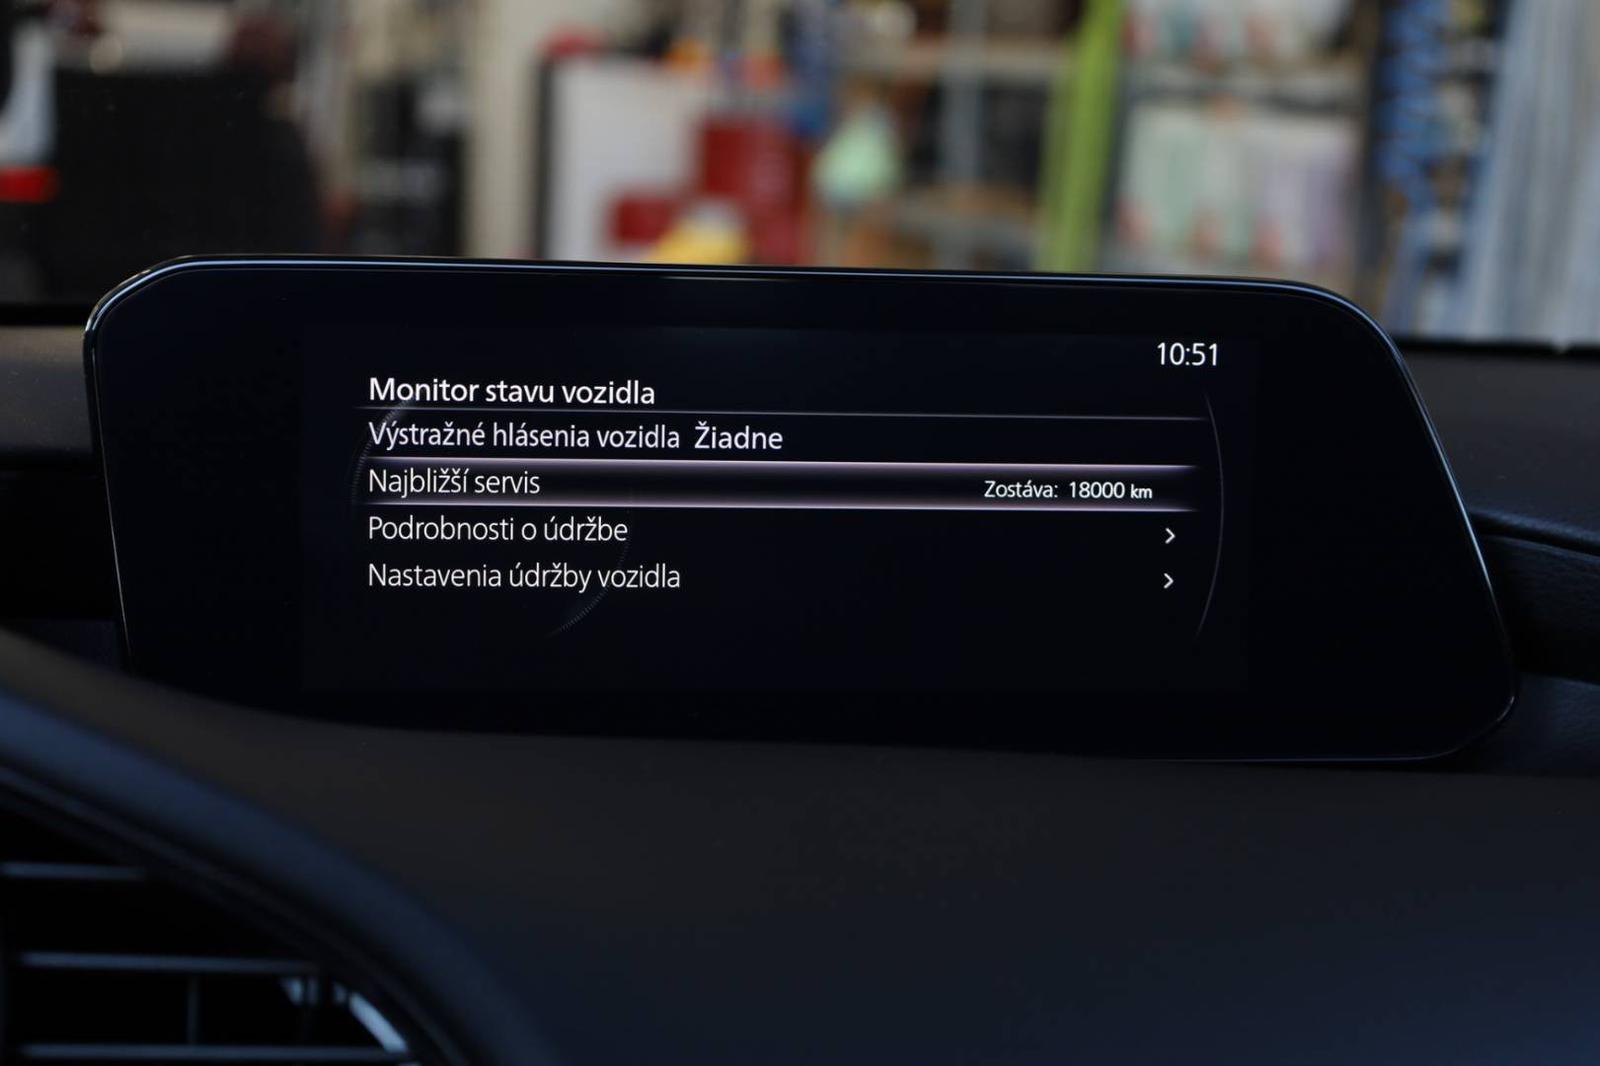 10:51
Monitor stavu vozidla
Výstražné hlásenia vozidla Žiadne
Najbližší servis Zostáva: 18000 km
Podrobnosti o údržbe
Nastavenia údržby vozidla